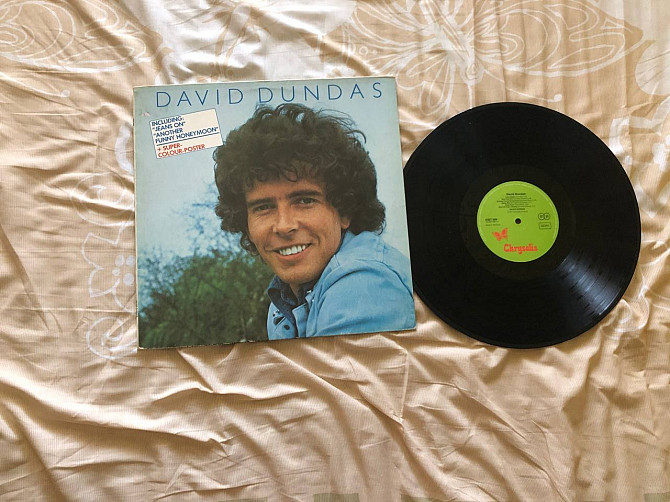 DAVID DUNDAS
INCLUDING:
"JEANS ON"
"ANOTHER
FUNNY HONEYMOON"
+ SUPER-
COLOUR-POSTER
Chrysalis